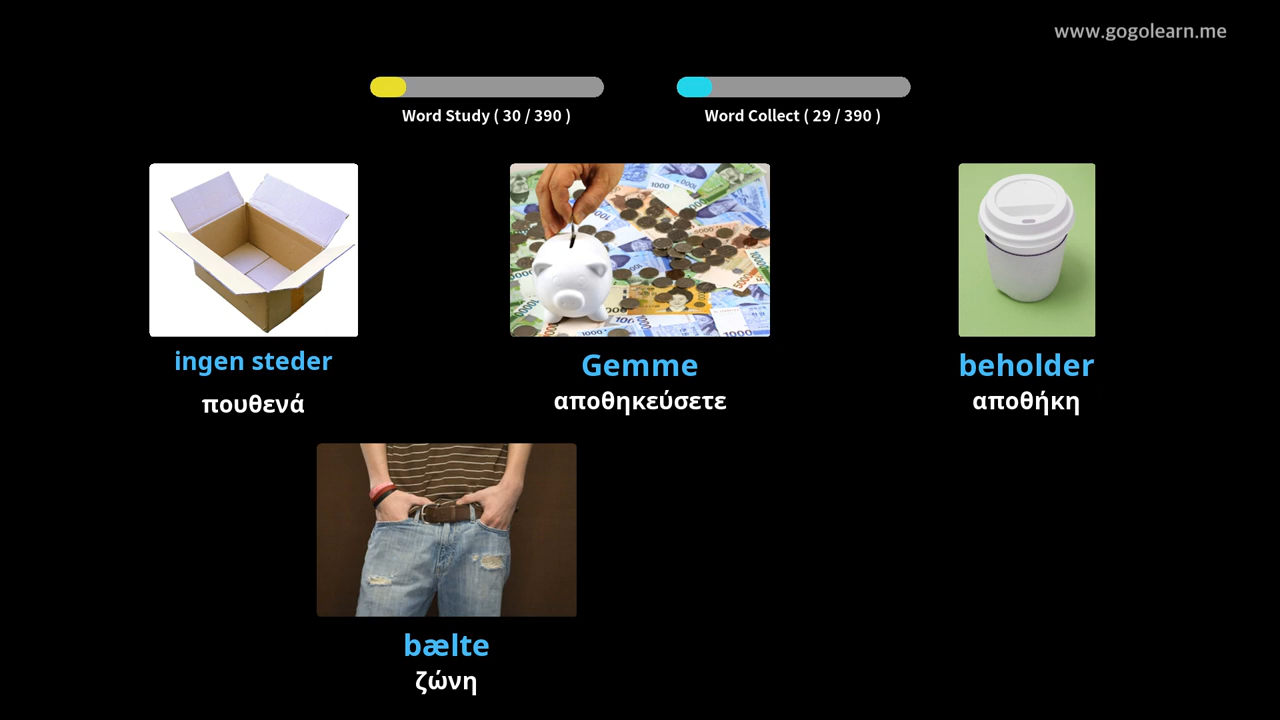 www.gogolearn.me
Word Study ( 30 / 390 )
Word Collect ( 29 / 390 )
ingen steder
πουθενά
Gemme
αποθηκεύσετε
beholder
αποθήκη
bælte
ζώνη